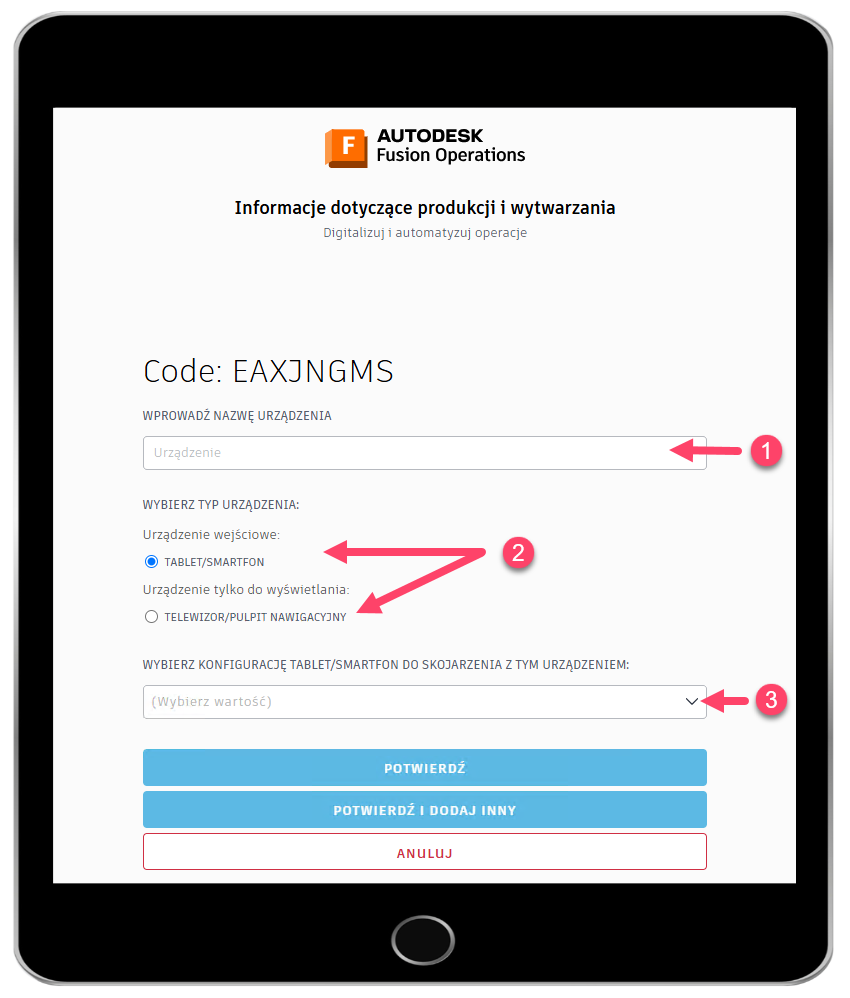 F
AUTODESK
Fusion Operations
Informacje dotyczące produkcji i wytwarzania
Digitalizuj i automatyzuj operacje
Code: EAXJNGMS
WPROWADŹ NAZWĘ URZĄDZENIA
Urządzenie
1
WYBIERZ TYP URZĄDZENIA:
Urządzenie wejściowe:
2
TABLET/SMARTFON
Urządzenie tylko do wyświetlania:
TELEWIZOR/PULPIT NAWIGACYJNY
WYBIERZ KONFIGURACJĘ TABLET/SMARTFON DO SKOJARZENIA Z TYM URZĄDZENIEM:
(Wybierz wartość)
3
POTWIERDŹ
POTWIERDŹ I DODAJ INNY
ANULUJ